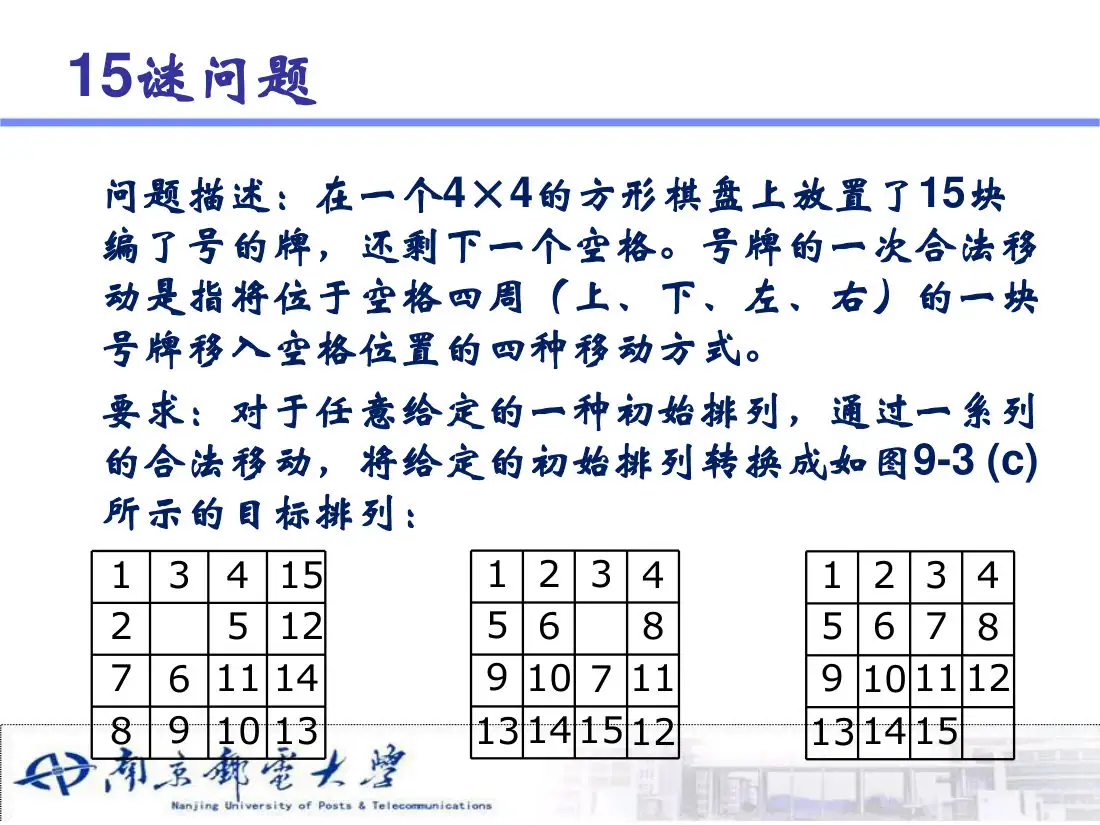 15谜问题
问题描述：在一个4×4的方形棋盘上放置了15块
编了号的牌，还剩下一个空格。号牌的一次合法移
动是指将位于空格四周（上、下、左、右）的一块
号牌移入空格位置的四种移动方式。
要求：对于任意给定的一种初始排列，通过一系列
的合法移动，将给定的初始排列转换成如图9-3 (c)
所示的目标排列：
1 3 4 15
2 5 12
7 6 11 14
8 9 10 13
1 2 3 4
5 6 8
9 10 7 11
13 14 15 12
1 2 3 4
5 6 7 8
9 10 11 12
13 14 15
南京邮电大学
Nanjing University of Posts & Telecommunications